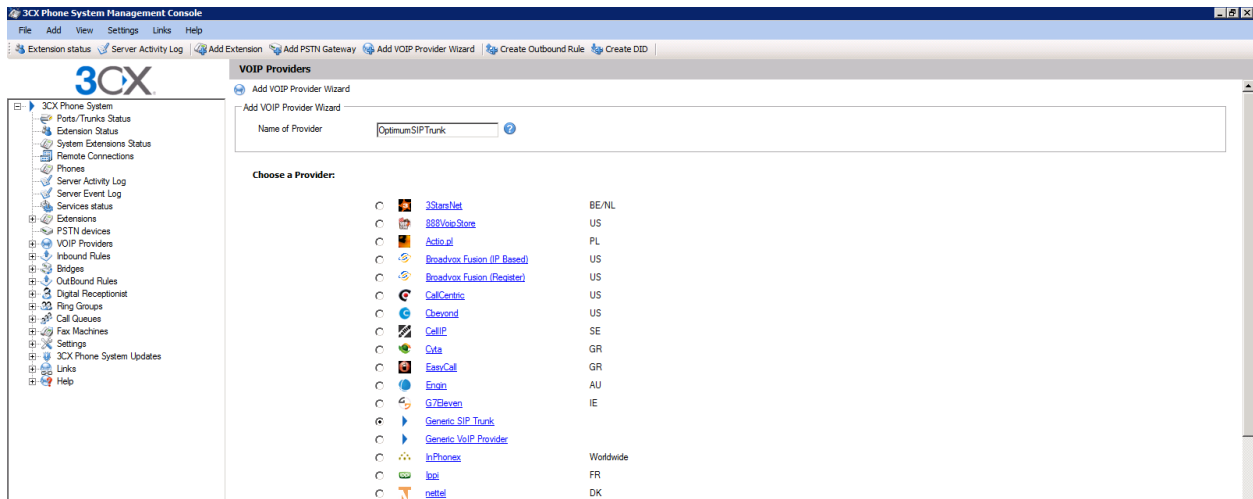 3CX Phone System Management Console
File Add View Settings Links Help
Extension status Server Activity Log Add Extension Add PSTN Gateway Add VOIP Provider Wizard Create Outbound Rule Create DID
3CX
3CX Phone System
Ports/Trunks Status
Extension Status
System Extensions Status
Remote Connections
Phones
Server Activity Log
Server Event Log
Services status
Extensions
PSTN devices
VOIP Providers
Inbound Rules
Bridges
OutBound Rules
Digital Receptionist
Ring Groups
Call Queues
Fax Machines
Settings
3CX Phone System Updates
Links
Help
VOIP Providers
Add VOIP Provider Wizard
Add VOIP Provider Wizard
Name of Provider OptimumSIPTrunk
Choose a Provider:
3StarsNet BE/NL
888VoipStore US
Actio.pl PL
Broadvox Fusion (IP Based) US
Broadvox Fusion (Register) US
CallCentric US
Cbeyond US
CellIP SE
Cyta GR
EasyCall GR
Engin AU
G7Eleven IE
Generic SIP Trunk
Generic VoIP Provider
InPhonex Worldwide
Ippi FR
nettel DK